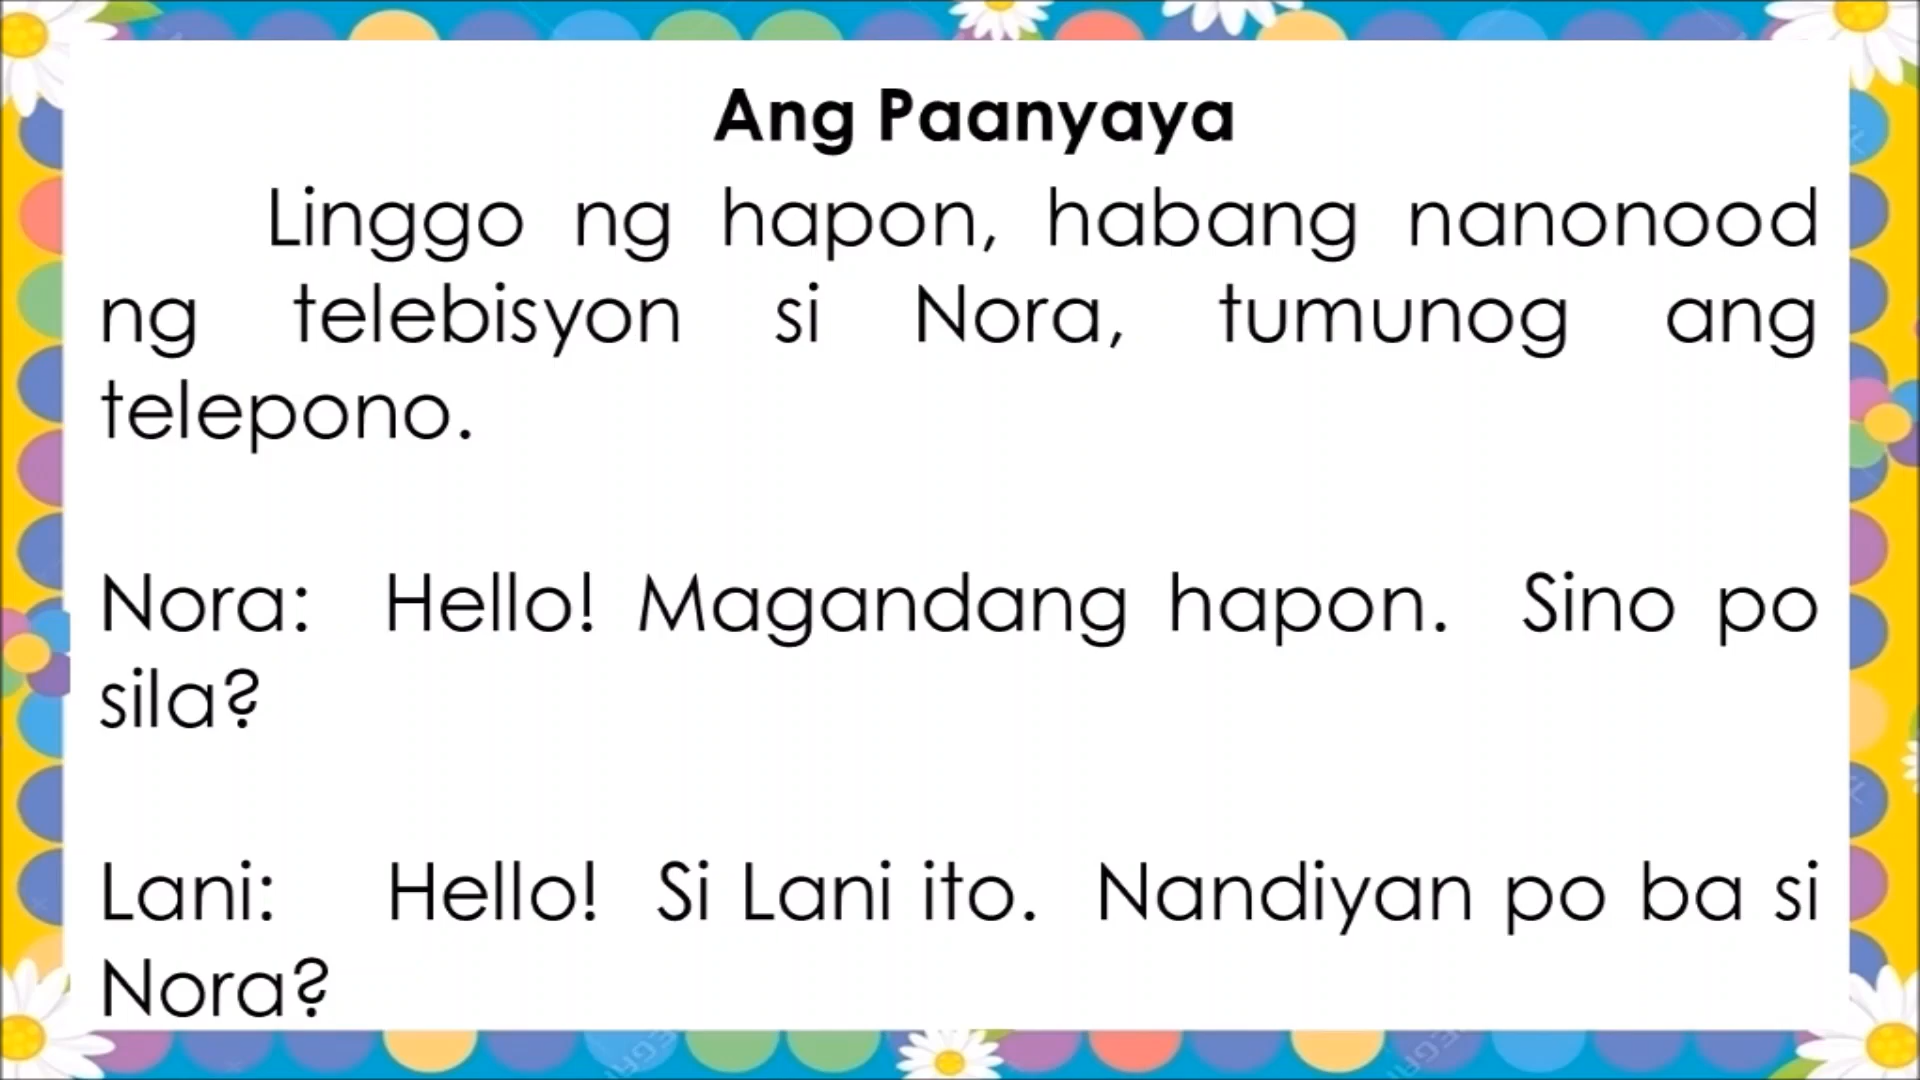 Ang Paanyaya
Linggo ng hapon, habang nanonood
ng telebisyon si Nora, tumunog ang
telepono.
Nora: Hello! Magandang hapon. Sino po
sila?
Lani: Hello! Si Lani ito. Nandiyan po ba si
Nora?